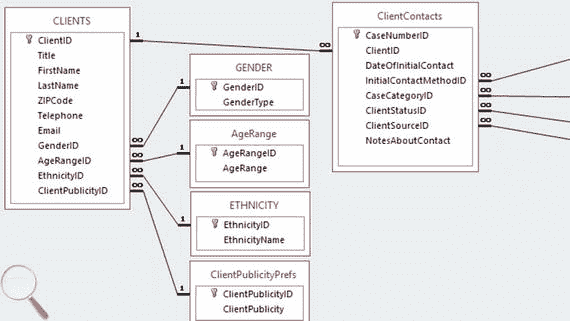 CLIENTS
ClientID
Title
FirstName
LastName
ZIPCode
Telephone
Email
GenderID
AgeRangeID
EthnicityID
ClientPublicityID
1
∞
∞
∞
∞
∞
GENDER
GenderID
GenderType
1
AgeRange
AgeRangeID
AgeRange
1
ETHNICITY
EthnicityID
EthnicityName
1
ClientPublicityPrefs
ClientPublicityID
ClientPublicity
1
ClientContacts
CaseNumberID
ClientID
DateOfInitialContact
InitialContactMethodID
CaseCategoryID
ClientStatusID
ClientSourceID
NotesAboutContact
∞
∞
∞
∞